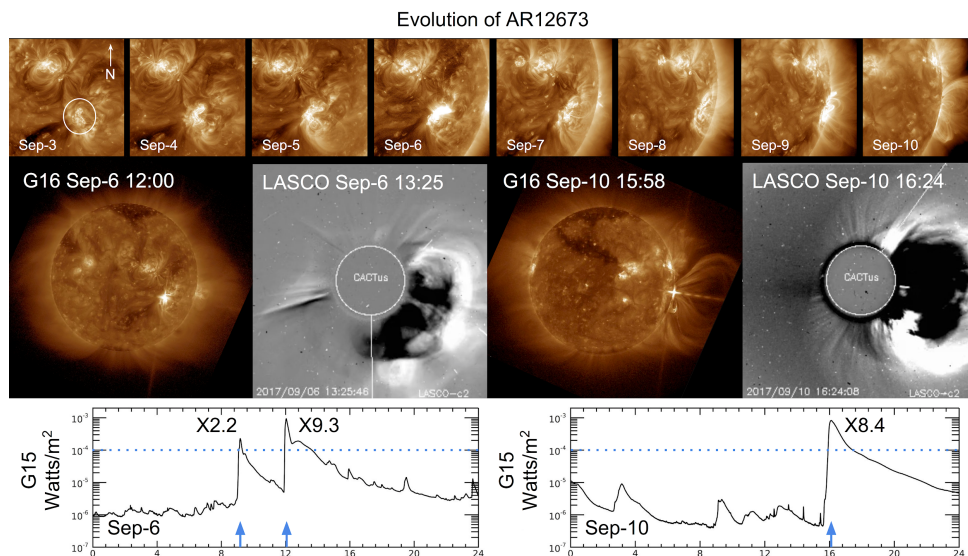 Evolution of AR12673
N
Sep-3
Sep-4
Sep-5
Sep-6
Sep-7
Sep-8
Sep-9
Sep-10
G16 Sep-6 12:00
LASCO Sep-6 13:25
G16 Sep-10 15:58
LASCO Sep-10 16:24
CACTus
CACTus
2017/09/06 13:25:46
LASCO-c2
2017/09/10 16:24:08
LASCO-c2
G15
Watts/m²
10⁻³
10⁻⁴
10⁻⁵
10⁻⁶
X2.2
X9.3
Sep-6
0 4 8 12 16 20 24
G15
Watts/m²
10⁻³
10⁻⁴
10⁻⁵
10⁻⁶
X8.4
Sep-10
0 4 8 12 16 20 24